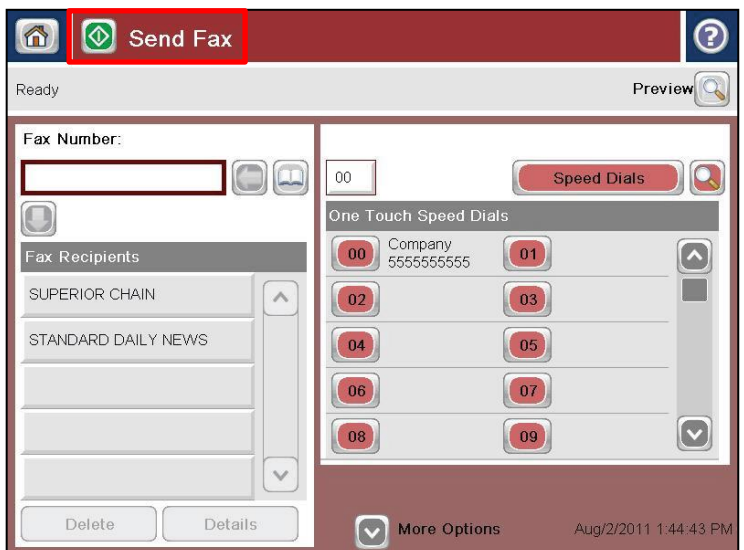 Send Fax
?
Ready
Preview
Fax Number:
00
Speed Dials
One Touch Speed Dials
Fax Recipients
00 Company 01
5555555555
SUPERIOR CHAIN
02 03
STANDARD DAILY NEWS
04 05
06 07
08 09
Delete Details
More Options
Aug/2/2011 1:44:43 PM